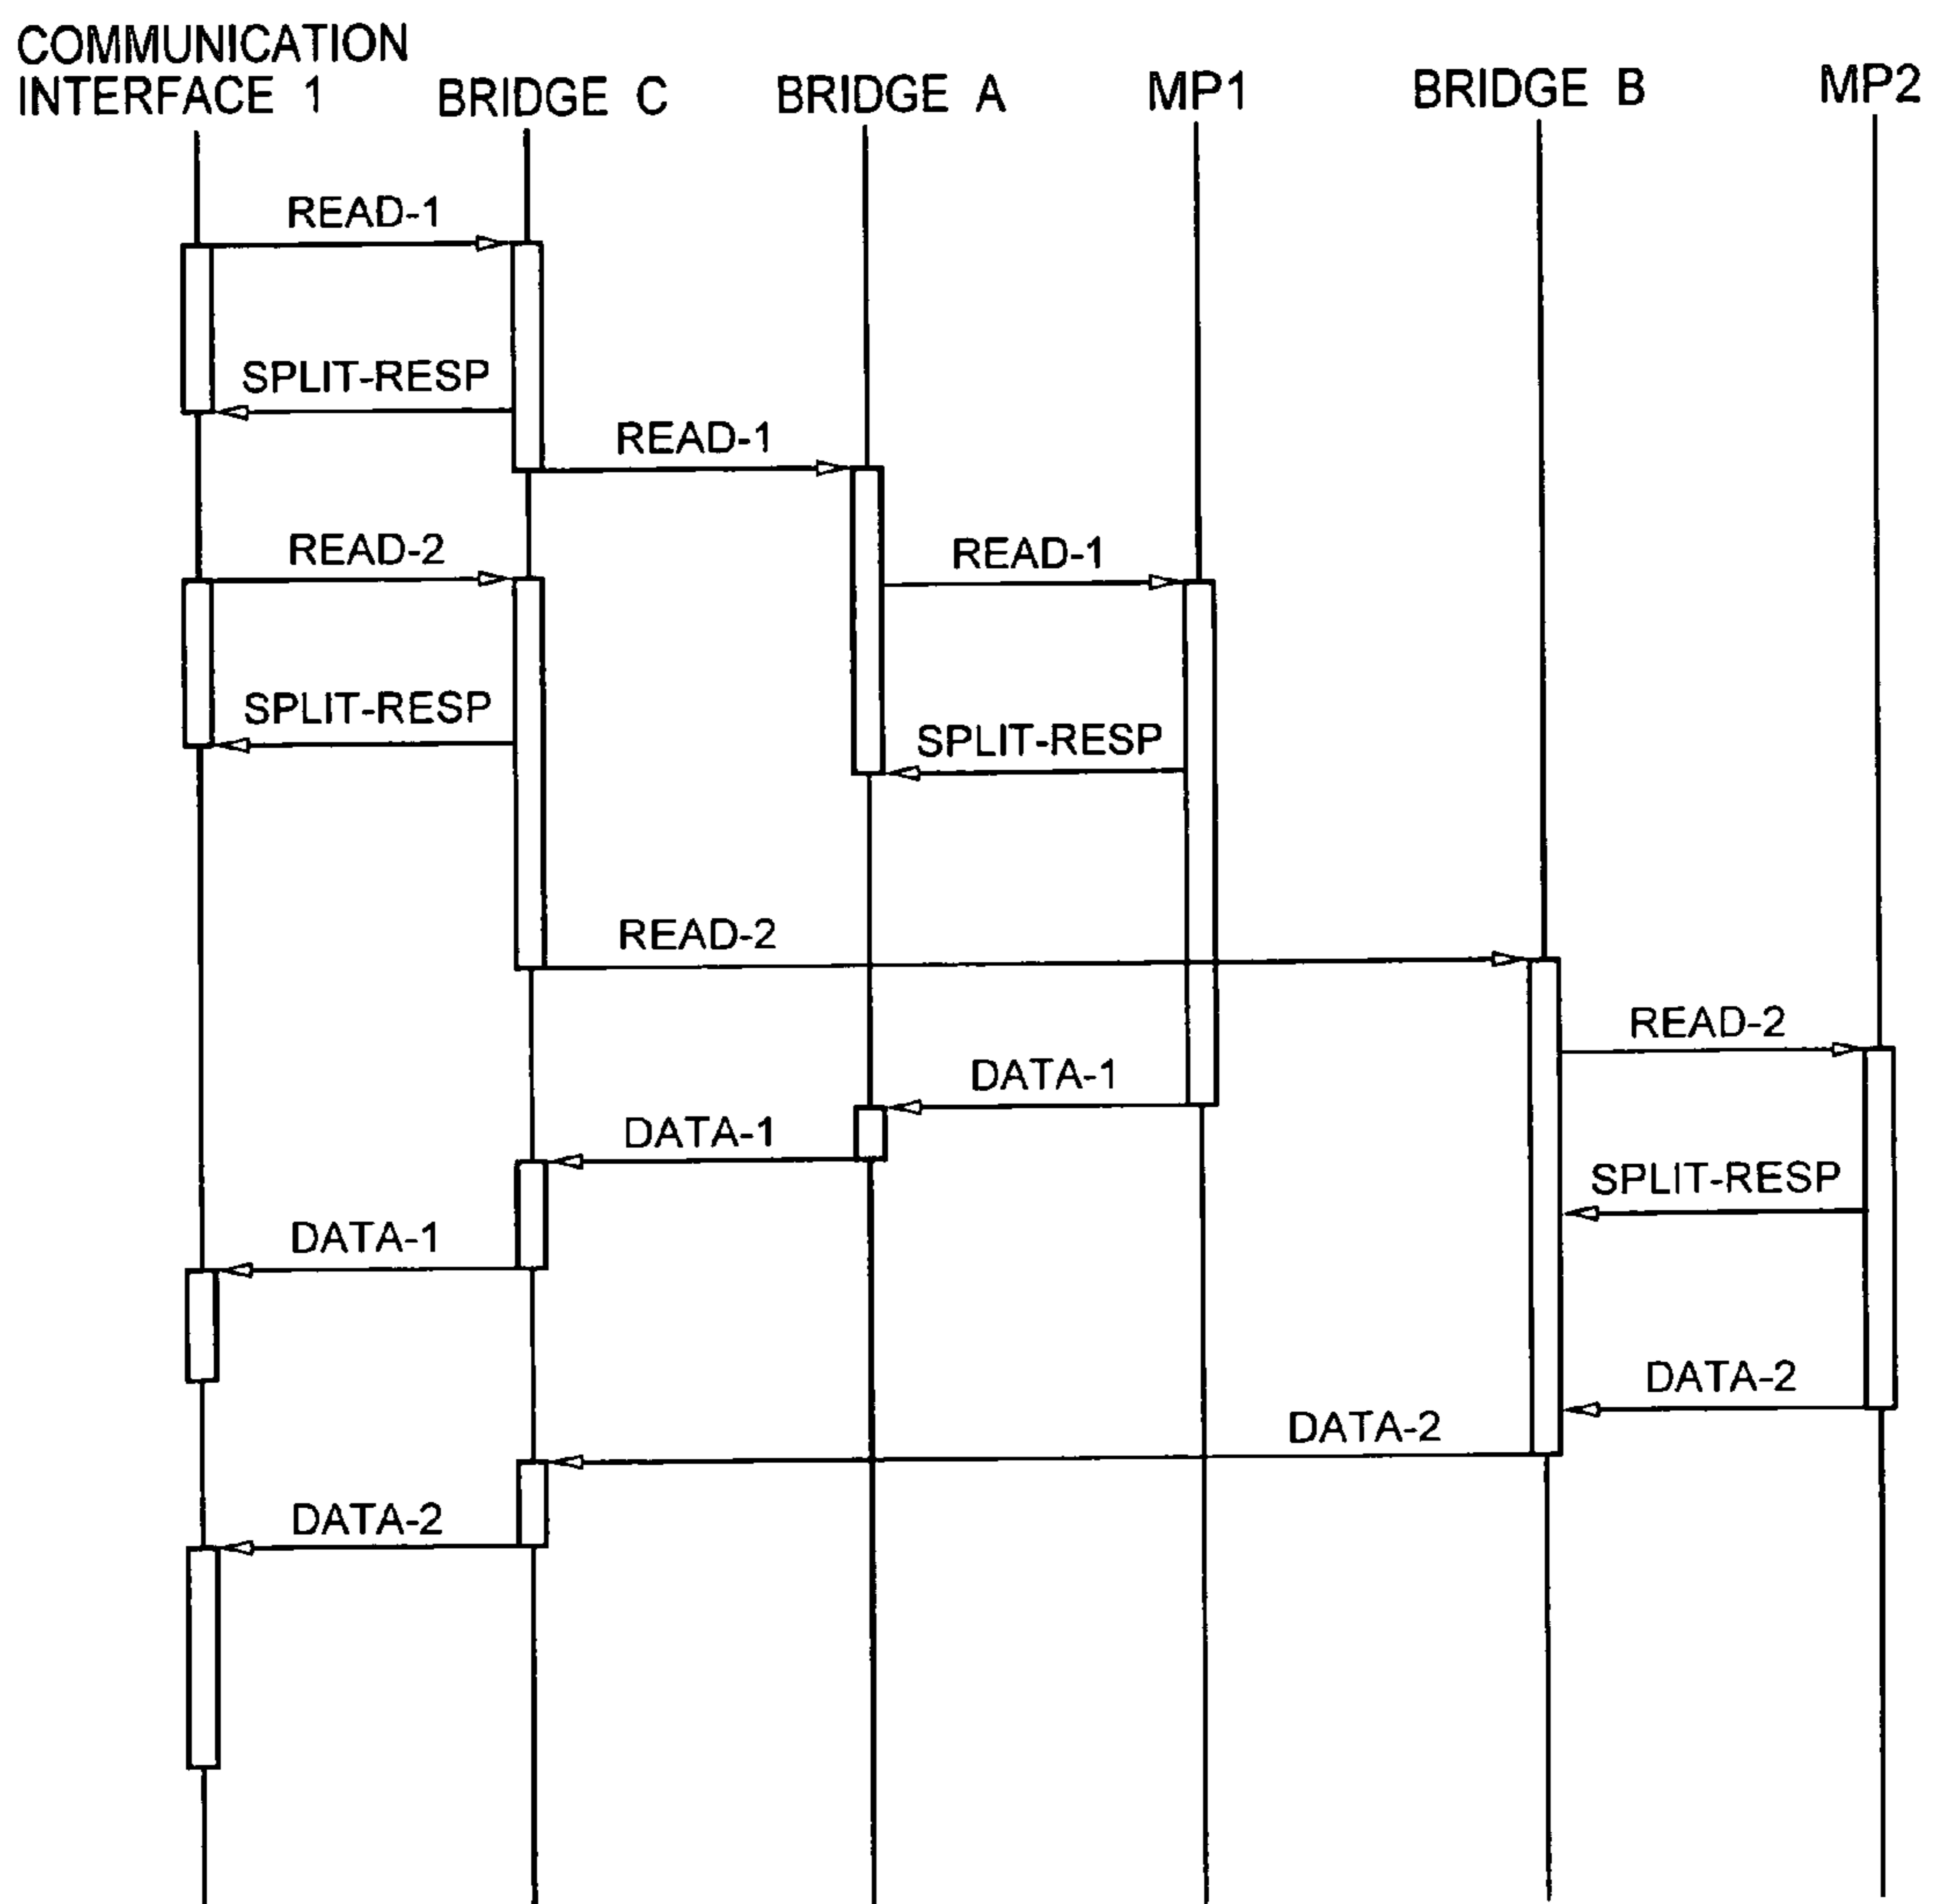 COMMUNICATION
INTERFACE 1
BRIDGE C
BRIDGE A
MP1
BRIDGE B
MP2
READ-1
SPLIT-RESP
READ-1
READ-2
READ-1
SPLIT-RESP
SPLIT-RESP
READ-2
READ-2
DATA-1
DATA-1
SPLIT-RESP
DATA-1
DATA-2
DATA-2
DATA-2